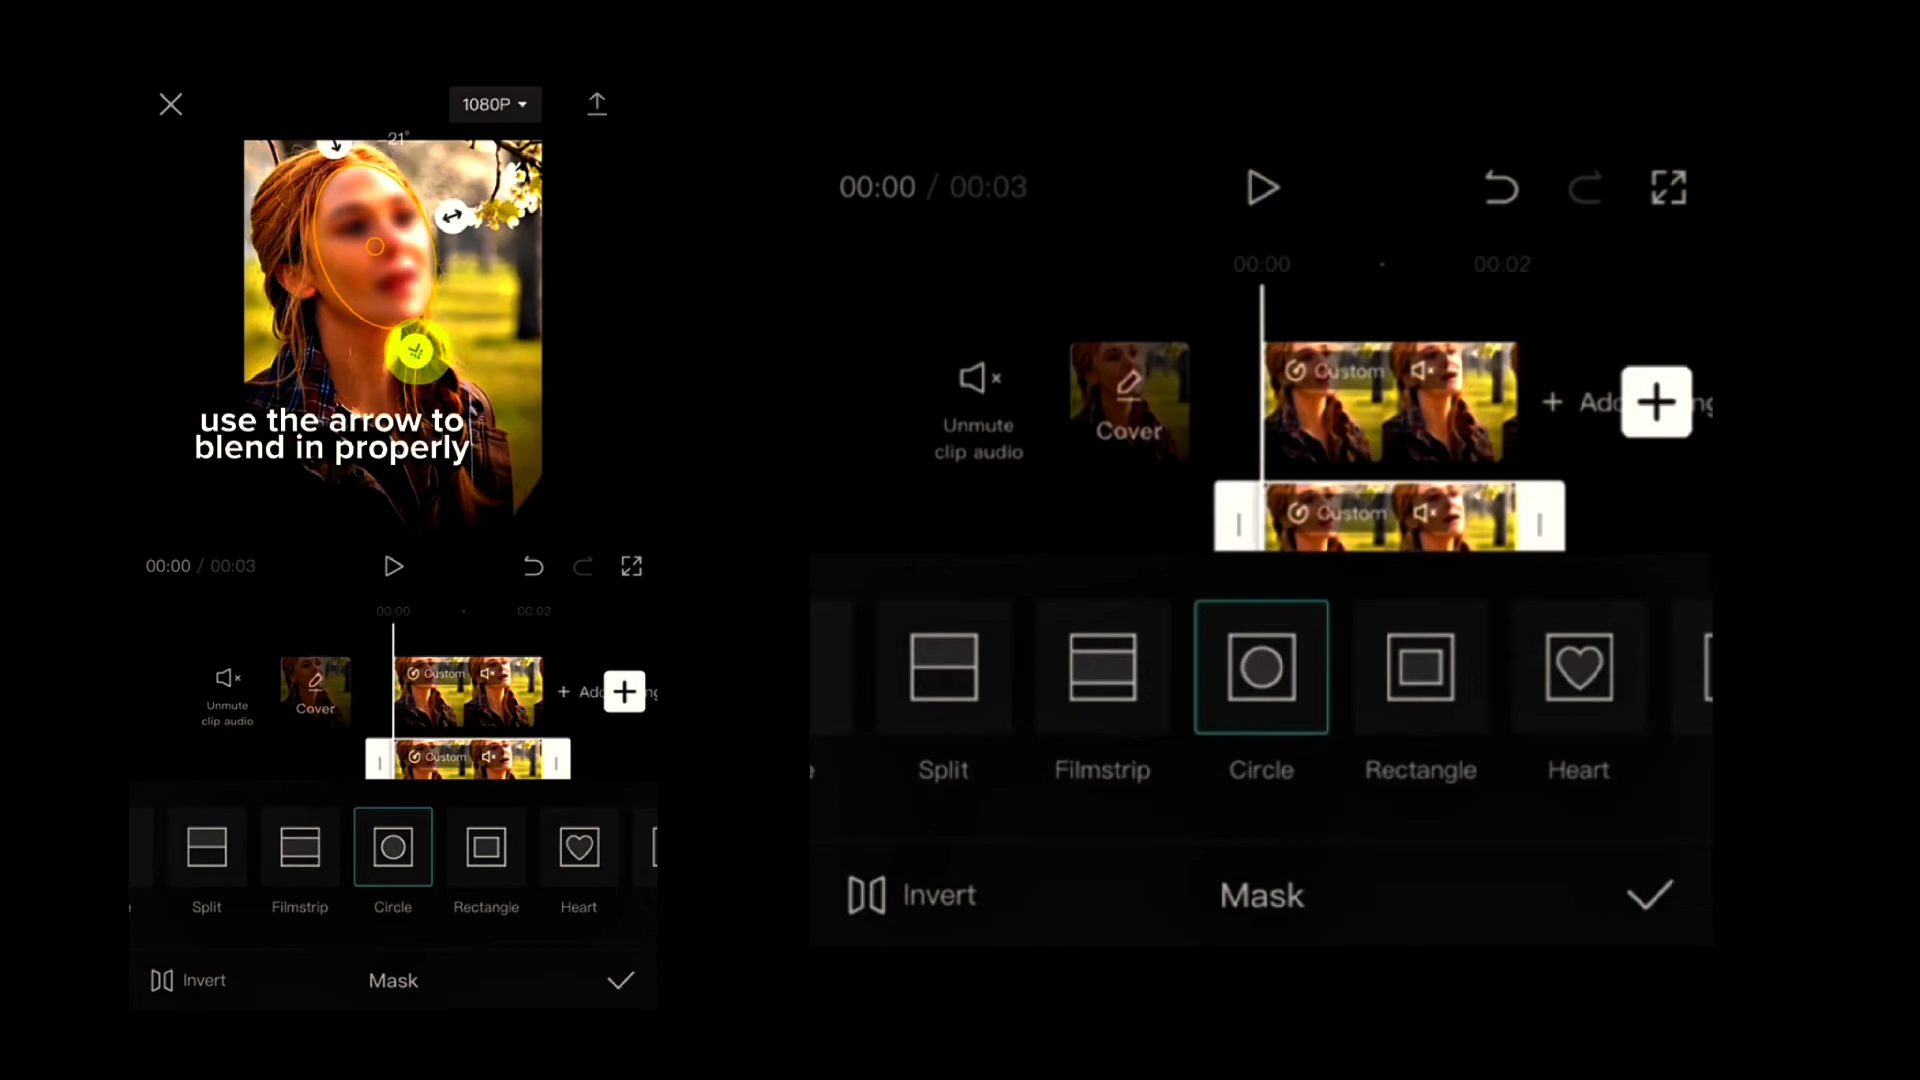 1080P
21°
use the arrow to
blend in properly
00:00 / 00:03
00:00
00:02
Unmute
clip audio
Cover
Custom
+ Add
Custom
Split
Filmstrip
Circle
Rectangle
Heart
Invert
Mask
00:00 / 00:03
00:00
00:02
Unmute
clip audio
Cover
Custom
+ Add
Custom
Split
Filmstrip
Circle
Rectangle
Heart
Invert
Mask